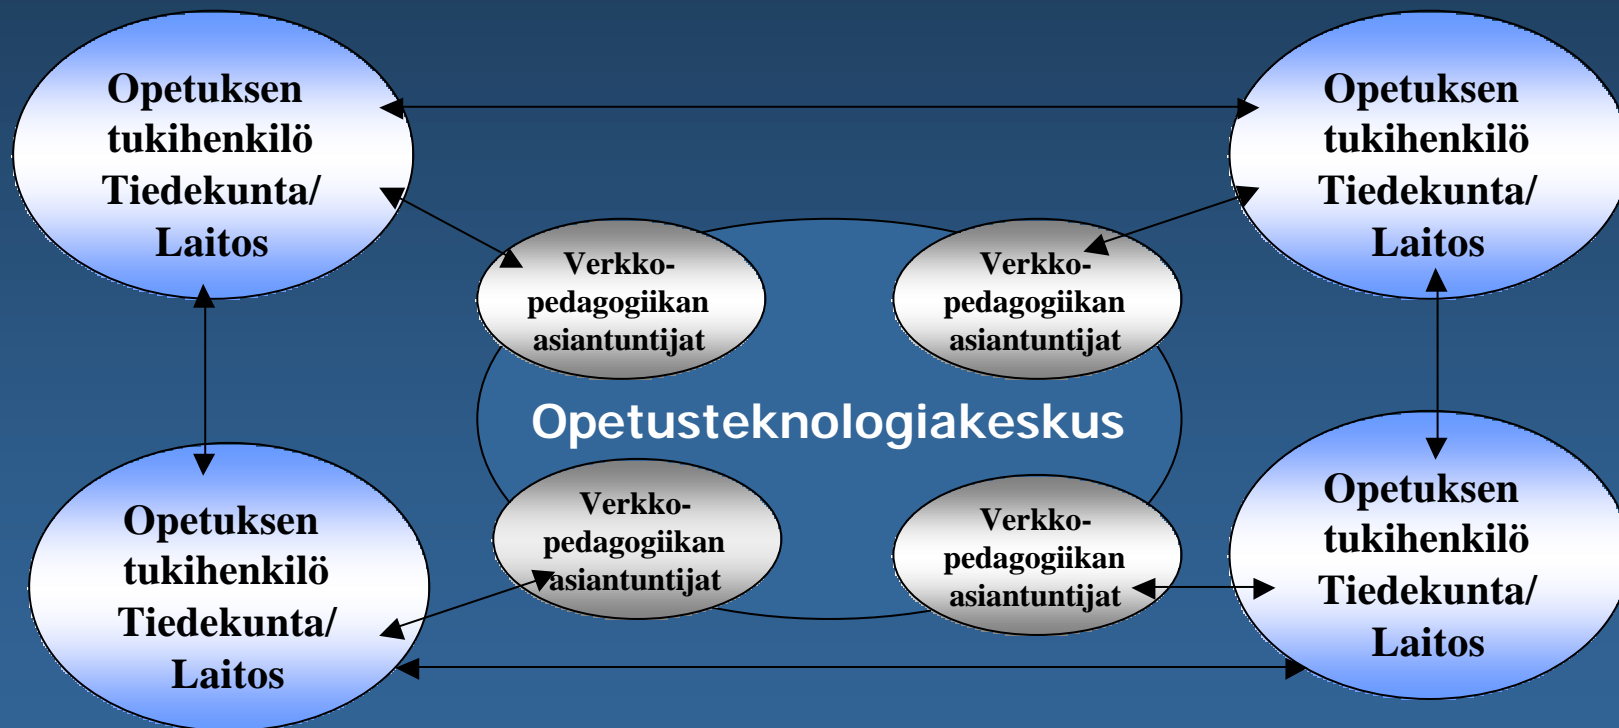 Opetuksen
tukihenkilö
Tiedekunta/
Laitos
Opetuksen
tukihenkilö
Tiedekunta/
Laitos
Verkko-
pedagogiikan
asiantuntijat
Verkko-
pedagogiikan
asiantuntijat
Opetusteknologiakeskus
Opetuksen
tukihenkilö
Tiedekunta/
Laitos
Verkko-
pedagogiikan
asiantuntijat
Verkko-
pedagogiikan
asiantuntijat
Opetuksen
tukihenkilö
Tiedekunta/
Laitos